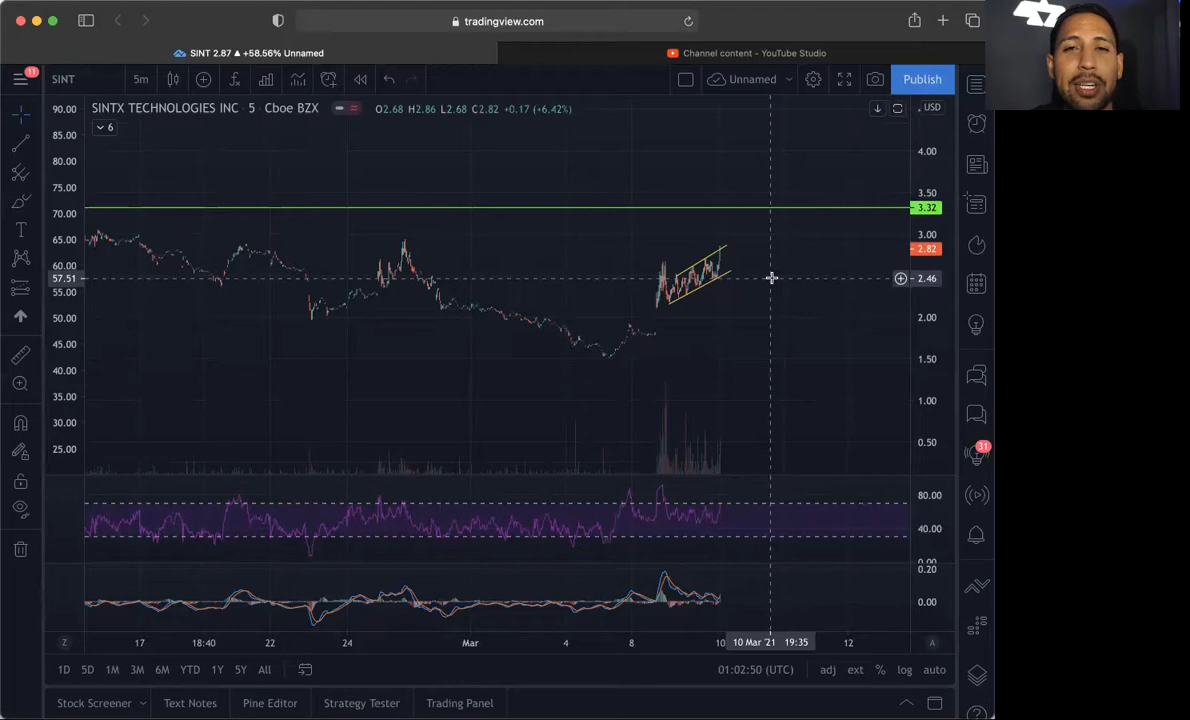 tradingview.com
SINT 2.87 ▲ +58.56% Unnamed
Channel content - YouTube Studio
11
SINT
5m
Unnamed
Publish
SINTX TECHNOLOGIES INC · 5 · Cboe BZX
O2.68 H2.86 L2.68 C2.82 +0.17 (+6.42%)
USD
6
90.00
85.00
80.00
75.00
70.00
65.00
60.00
57.51
55.00
50.00
45.00
40.00
35.00
30.00
25.00
4.00
3.50
3.32
3.00
2.82
2.46
2.00
1.50
1.00
0.50
80.00
40.00
0.00
0.20
0.00
31
Z
17
18:40
22
24
Mar
4
8
10
10 Mar '21 19:35
12
A
1D 5D 1M 3M 6M YTD 1Y 5Y All
01:02:50 (UTC)
adj ext % log auto
Stock Screener
Text Notes
Pine Editor
Strategy Tester
Trading Panel